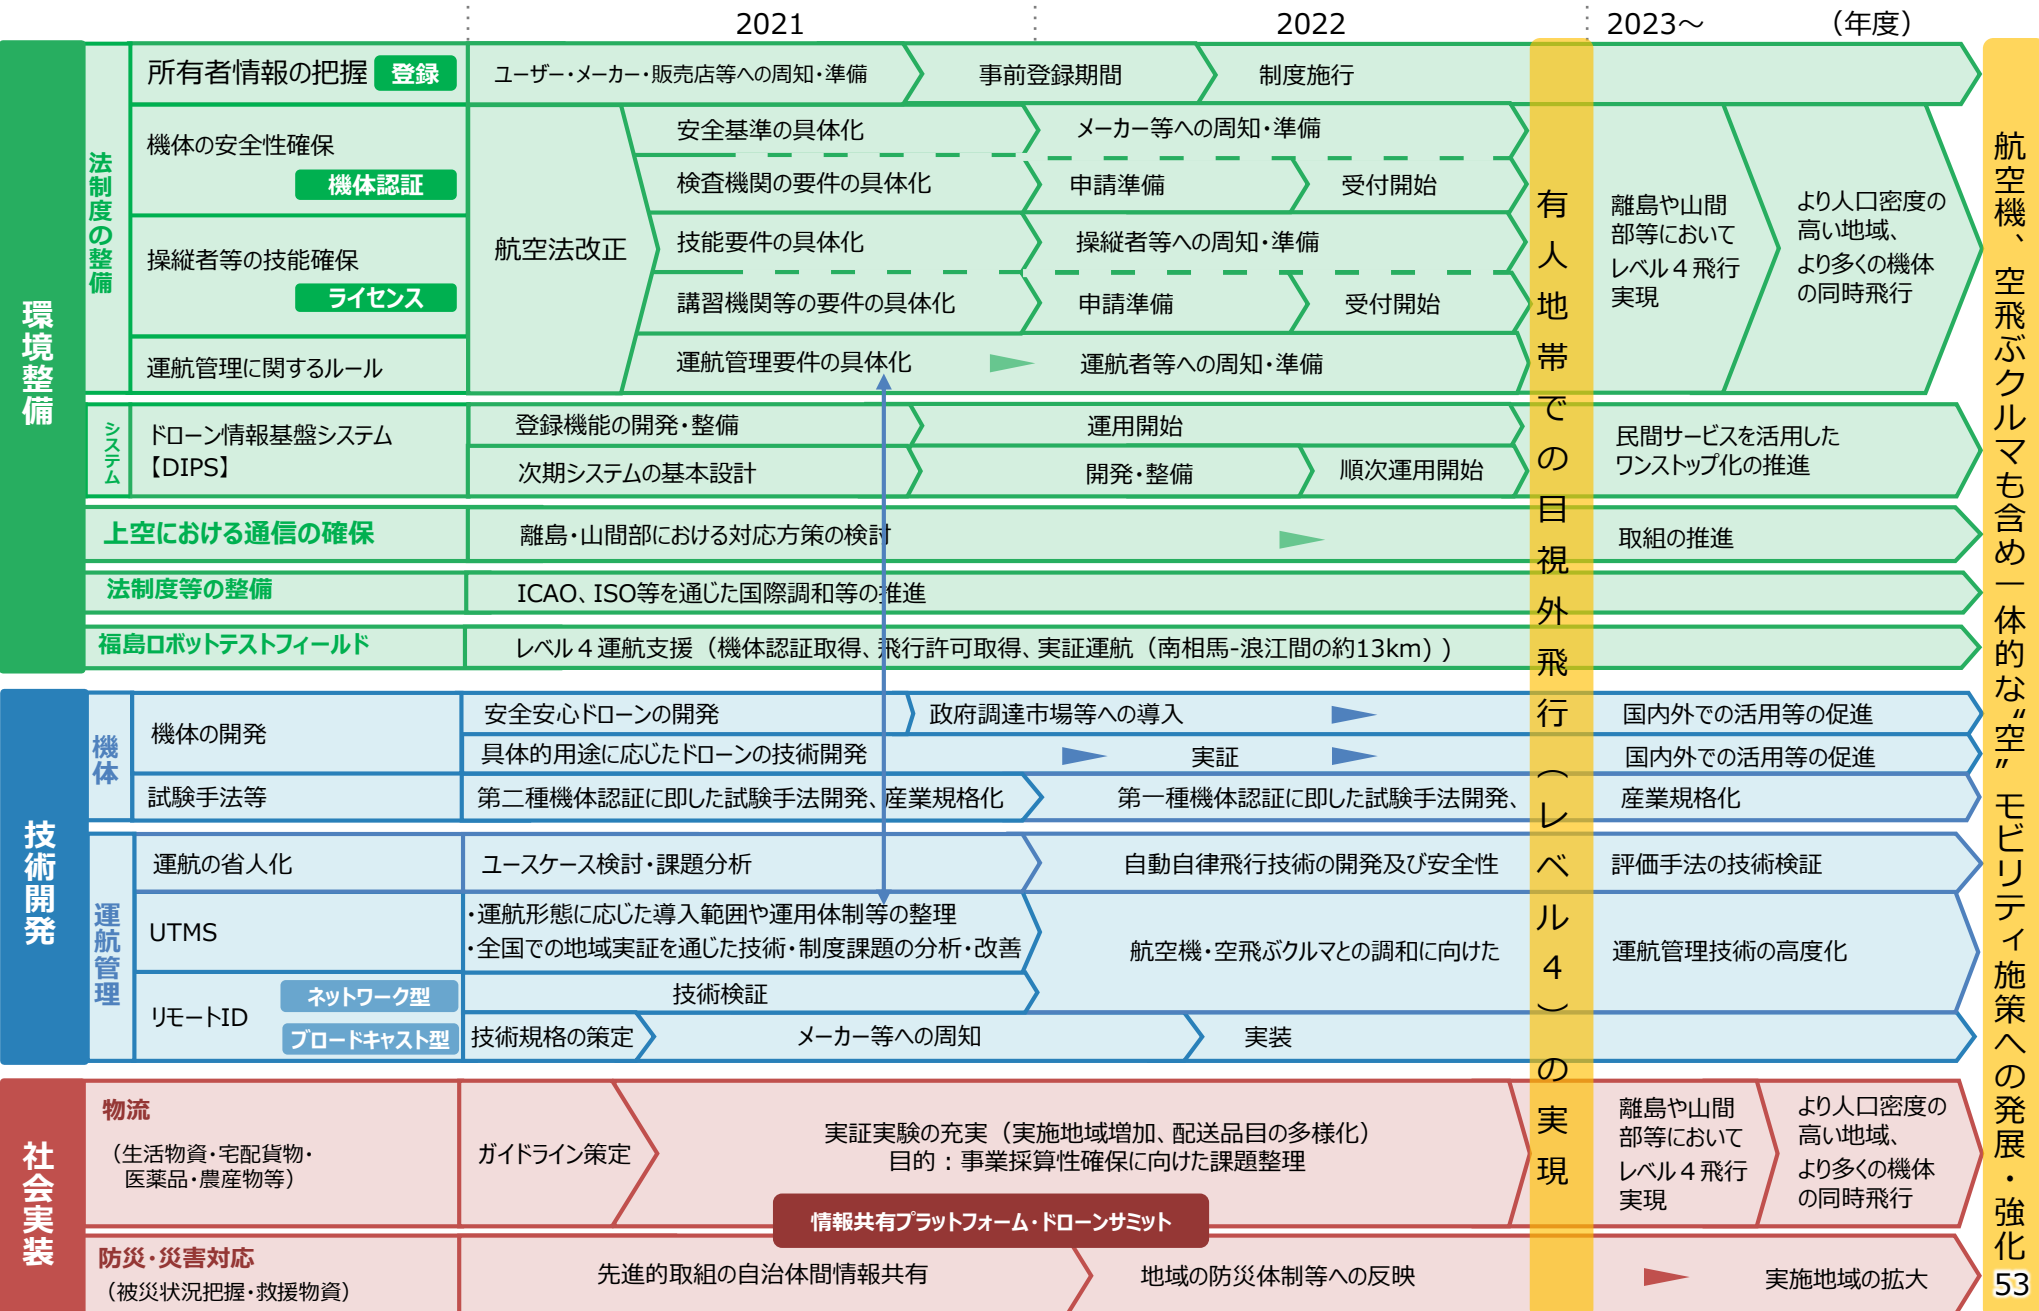 2021
2022
2023～
（年度）
環境整備
法制度の整備
所有者情報の把握 登録
ユーザー・メーカー・販売店等への周知・準備
事前登録期間
制度施行
機体の安全性確保
機体認証
航空法改正
安全基準の具体化
メーカー等への周知・準備
検査機関の要件の具体化
申請準備
受付開始
操縦者等の技能確保
ライセンス
技能要件の具体化
操縦者等への周知・準備
講習機関等の要件の具体化
申請準備
受付開始
運航管理に関するルール
運航管理要件の具体化
運航者等への周知・準備
離島や山間
部等において
レベル４飛行
実現
より人口密度の
高い地域、
より多くの機体
の同時飛行
システム
ドローン情報基盤システム
【DIPS】
登録機能の開発・整備
運用開始
次期システムの基本設計
開発・整備
順次運用開始
民間サービスを活用した
ワンストップ化の推進
上空における通信の確保
離島・山間部における対応方策の検討
取組の推進
法制度等の整備
ICAO、ISO等を通じた国際調和等の推進
福島ロボットテストフィールド
レベル４運航支援（機体認証取得、飛行許可取得、実証運航（南相馬-浪江間の約13km））
技術開発
機体
機体の開発
安全安心ドローンの開発
政府調達市場等への導入
国内外での活用等の促進
具体的用途に応じたドローンの技術開発
実証
国内外での活用等の促進
試験手法等
第二種機体認証に即した試験手法開発、産業規格化
第一種機体認証に即した試験手法開発、
産業規格化
運航管理
運航の省人化
ユースケース検討・課題分析
自動自律飛行技術の開発及び安全性
評価手法の技術検証
UTMS
・運航形態に応じた導入範囲や運用体制等の整理
・全国での地域実証を通じた技術・制度課題の分析・改善
航空機・空飛ぶクルマとの調和に向けた
運航管理技術の高度化
リモートID
ネットワーク型
技術検証
ブロードキャスト型
技術規格の策定
メーカー等への周知
実装
社会実装
物流
（生活物資・宅配貨物・
医薬品・農産物等）
ガイドライン策定
実証実験の充実（実施地域増加、配送品目の多様化）
目的：事業採算性確保に向けた課題整理
離島や山間
部等において
レベル４飛行
実現
より人口密度の
高い地域、
より多くの機体
の同時飛行
情報共有プラットフォーム・ドローンサミット
防災・災害対応
（被災状況把握・救援物資）
先進的取組の自治体間情報共有
地域の防災体制等への反映
実施地域の拡大
有人地帯での目視外飛行（レベル４）の実現
航空機、空飛ぶクルマも含め一体的な“空”モビリティ施策への発展・強化
53